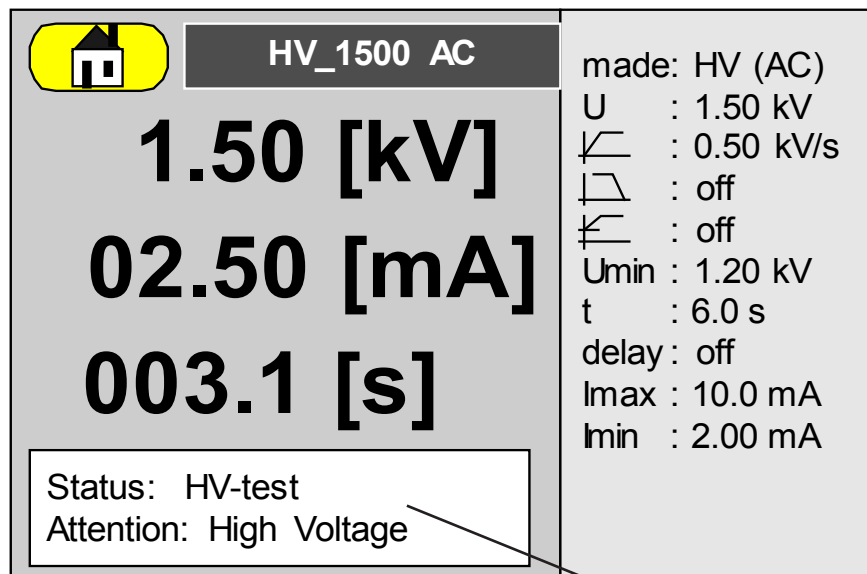 HV_1500 AC
1.50 [kV]
02.50 [mA]
003.1 [s]
Status: HV-test
Attention: High Voltage
made: HV (AC)
U : 1.50 kV
: 0.50 kV/s
: off
: off
Umin : 1.20 kV
t : 6.0 s
delay : off
Imax : 10.0 mA
Imin : 2.00 mA